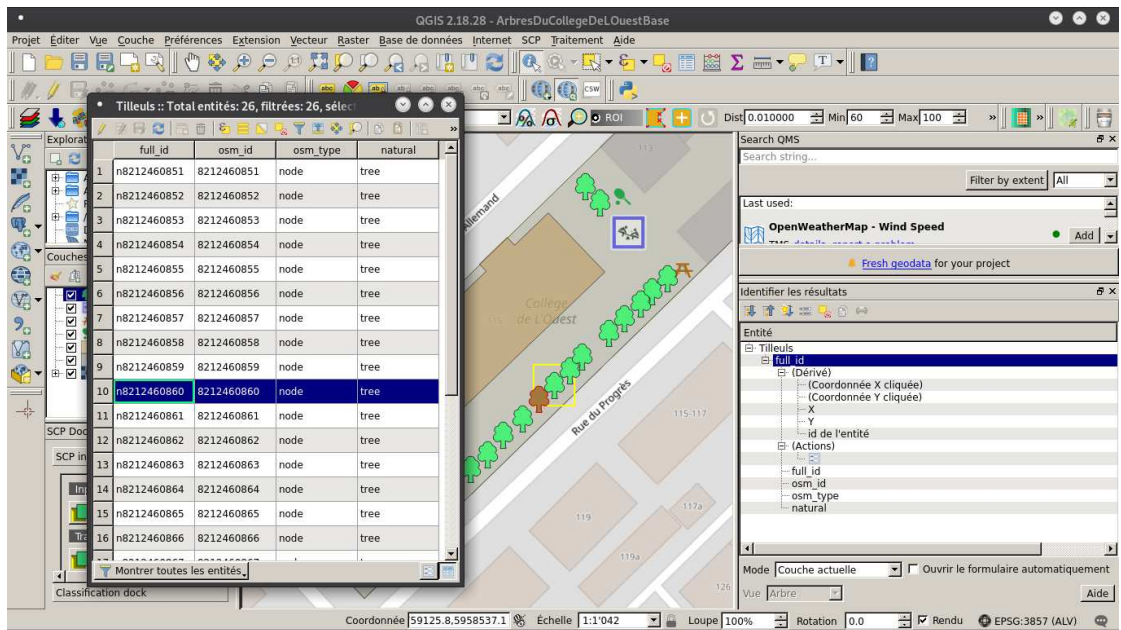 QGIS 2.18.28 - ArbresDuCollegeDeLOuestBase
Projet Éditer Vue Couche Préférences Extension Vecteur Raster Base de données Internet SCP Traitement Aide
CSW
Tilleuls :: Total entités: 26, filtrées: 26, sélect
ROI
Dist 0.010000 Min 60 Max 100
»
Explorat
full_id osm_id osm_type natural
1 n8212460851 8212460851 node tree
2 n8212460852 8212460852 node tree
3 n8212460853 8212460853 node tree
4 n8212460854 8212460854 node tree
5 n8212460855 8212460855 node tree
6 n8212460856 8212460856 node tree
7 n8212460857 8212460857 node tree
8 n8212460858 8212460858 node tree
9 n8212460859 8212460859 node tree
10 n8212460860 8212460860 node tree
11 n8212460861 8212460861 node tree
12 n8212460862 8212460862 node tree
13 n8212460863 8212460863 node tree
14 n8212460864 8212460864 node tree
15 n8212460865 8212460865 node tree
16 n8212460866 8212460866 node tree
Montrer toutes les entités
Couches
SCP Doc
SCP in
Inp
Tra
Classification dock
113
Allemand
College
de L'Ouest
Rue du Progrès
115-117
117a
119
119a
126
Search QMS
Search string...
Filter by extent All
Last used:
OpenWeatherMap - Wind Speed
Add
Fresh geodata for your project
Identifier les résultats
Entité
Tilleuls
full_id
(Dérivé)
(Coordonnée X cliquée)
(Coordonnée Y cliquée)
X
Y
id de l'entité
(Actions)
full_id
osm_id
osm_type
natural
Mode Couche actuelle Ouvrir le formulaire automatiquement
Vue Arbre Aide
Coordonnée 59125.8,5958537.1 Échelle 1:1'042 Loupe 100% Rotation 0.0 Rendu EPSG:3857 (ALV)